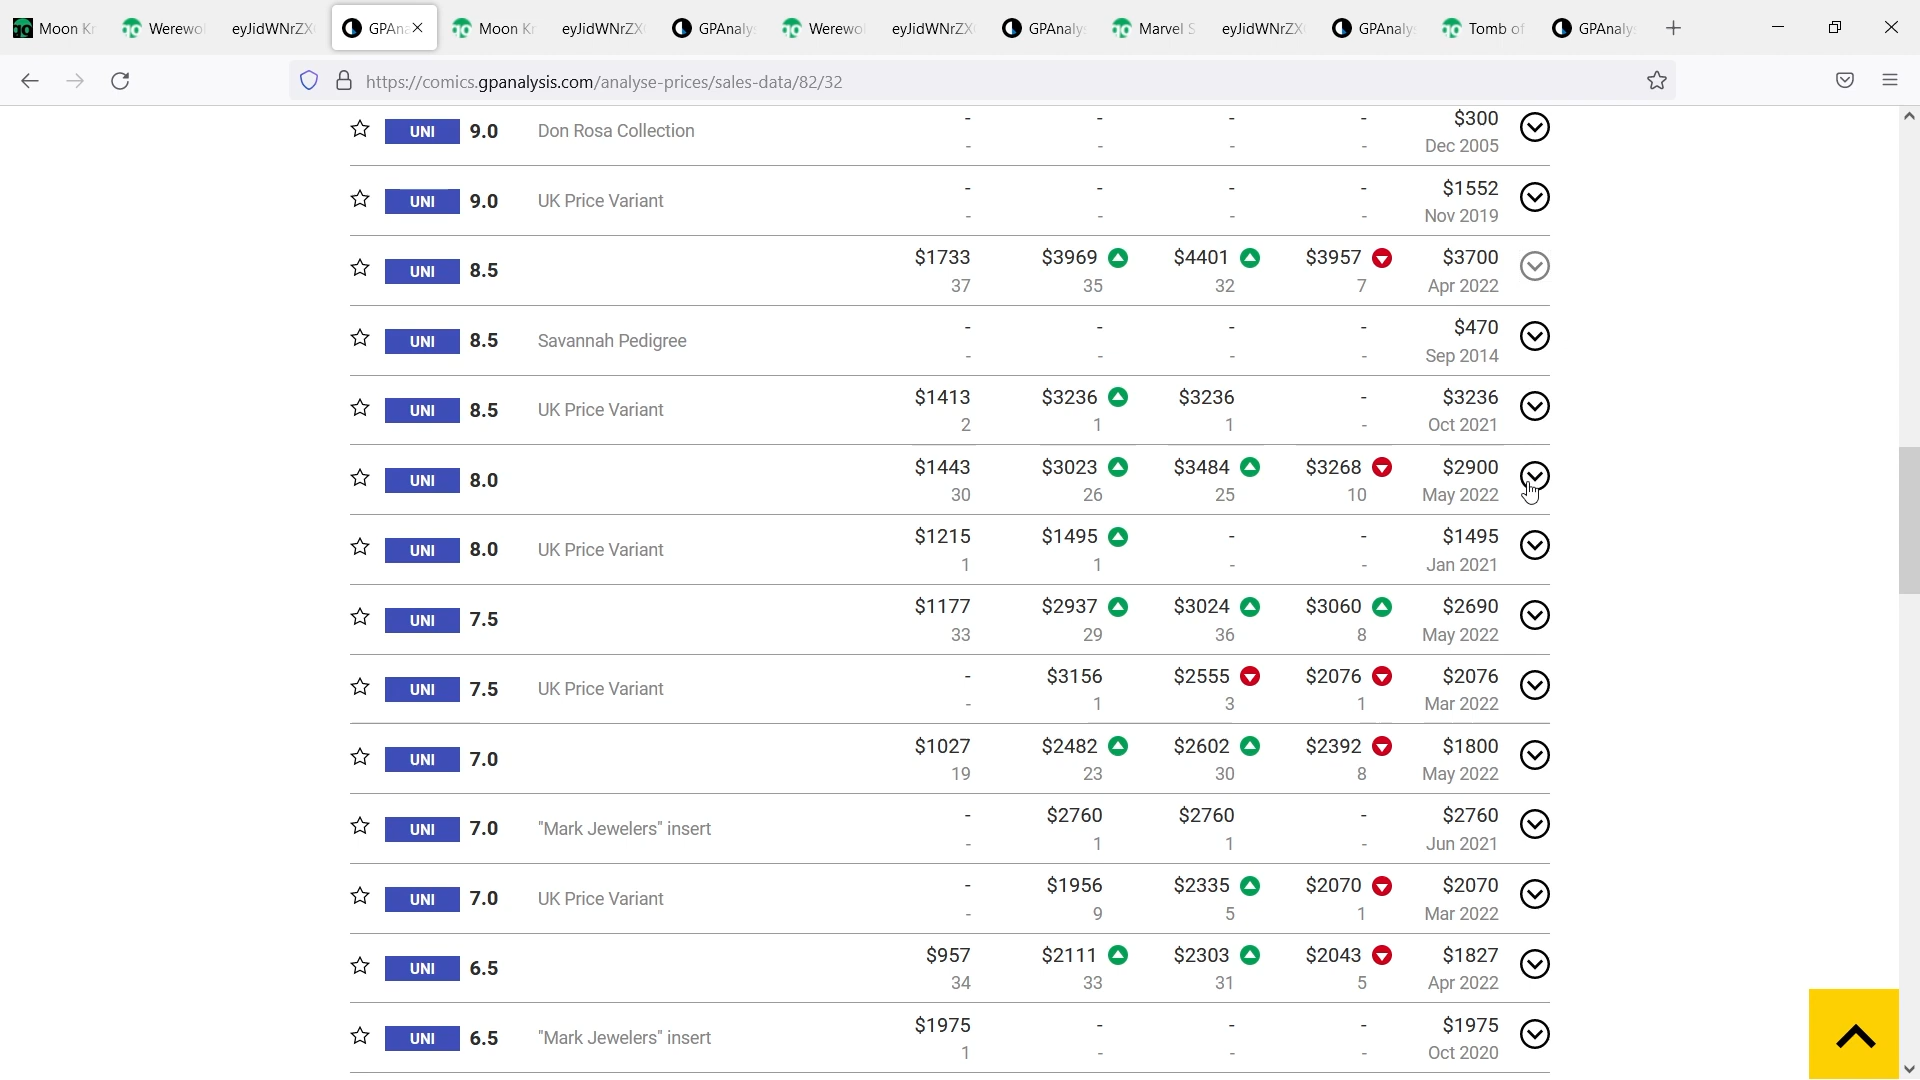 Moon Kn
Werewol
eyJidWNrZX
GPAna
Moon Kn
eyJidWNrZX
GPAnaly
Werewol
eyJidWNrZX
GPAnaly
Marvel S
eyJidWNrZX
GPAnaly
Tomb of
GPAnaly
https://comics.gpanalysis.com/analyse-prices/sales-data/82/32
UNI 9.0 Don Rosa Collection - - - - $300
- - - - Dec 2005
UNI 9.0 UK Price Variant - - - - $1552
- - - - Nov 2019
UNI 8.5 $1733 $3969 $4401 $3957 $3700
37 35 32 7 Apr 2022
UNI 8.5 Savannah Pedigree - - - - $470
- - - - Sep 2014
UNI 8.5 UK Price Variant $1413 $3236 $3236 - $3236
2 1 1 - Oct 2021
UNI 8.0 $1443 $3023 $3484 $3268 $2900
30 26 25 10 May 2022
UNI 8.0 UK Price Variant $1215 $1495 - - $1495
1 1 - - Jan 2021
UNI 7.5 $1177 $2937 $3024 $3060 $2690
33 29 36 8 May 2022
UNI 7.5 UK Price Variant - $3156 $2555 $2076 $2076
- 1 3 1 Mar 2022
UNI 7.0 $1027 $2482 $2602 $2392 $1800
19 23 30 8 May 2022
UNI 7.0 "Mark Jewelers" insert - $2760 $2760 - $2760
- 1 1 - Jun 2021
UNI 7.0 UK Price Variant - $1956 $2335 $2070 $2070
- 9 5 1 Mar 2022
UNI 6.5 $957 $2111 $2303 $2043 $1827
34 33 31 5 Apr 2022
UNI 6.5 "Mark Jewelers" insert $1975 - - - $1975
1 - - - Oct 2020